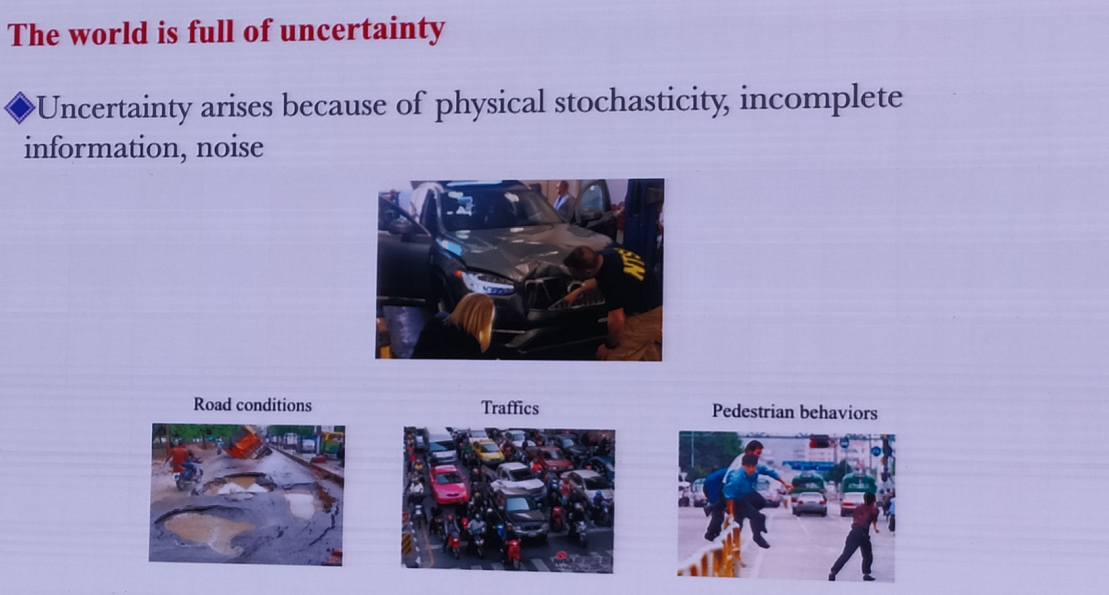 The world is full of uncertainty
Uncertainty arises because of physical stochasticity, incomplete
information, noise
NTS
Road conditions
Traffics
Pedestrian behaviors